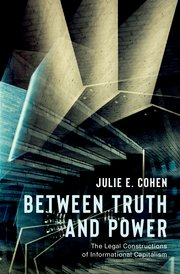 JULIE E. COHEN
BETWEEN TRUTH
AND POWER
The Legal Constructions
of Informational Capitalism